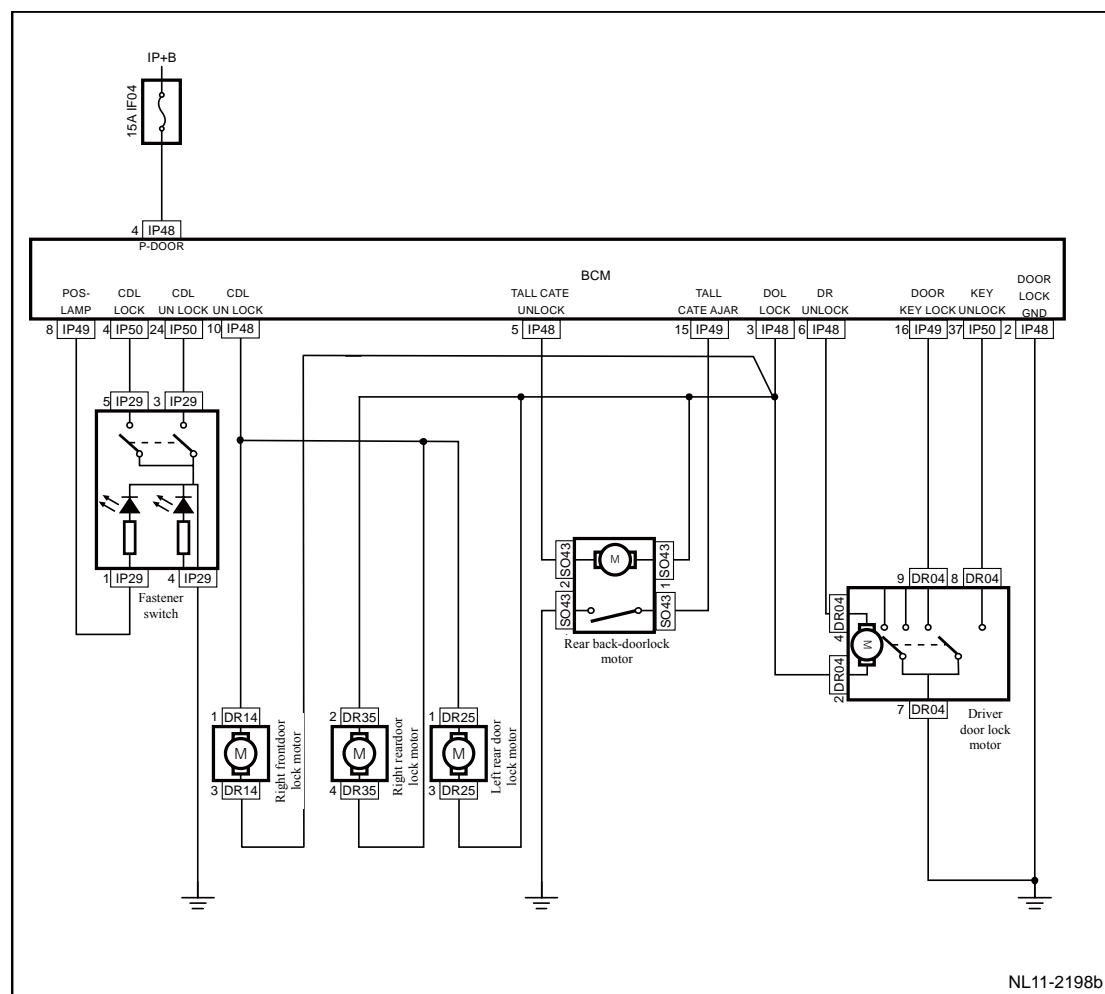 IP+B
15A IF04
4 IP48
P-DOOR
BCM
POS-
LAMP
CDL
LOCK
CDL
UN LOCK
CDL
UN LOCK
TALL CATE
UNLOCK
TALL
CATE AJAR
DOL
LOCK
DR
UNLOCK
DOOR
KEY LOCK
KEY
UNLOCK
DOOR
LOCK
GND
8 IP49 4 IP50 24 IP50 10 IP48 5 IP48 15 IP49 3 IP48 6 IP48 16 IP49 37 IP50 2 IP48
5 IP29 3 IP29
1 IP29 4 IP29
Fastener
switch
SO43 2
SO43
M
SO43 1
SO43
Rear back-doorlock
motor
9 DR04 8 DR04
DR04 4
M
DR04 2
7 DR04
Driver
door lock
motor
1 DR14
M
3 DR14
Right frontdoor
lock motor
2 DR35
M
4 DR35
Right reardoor
lock motor
1 DR25
M
3 DR25
Left rear door
lock motor
NL11-2198b